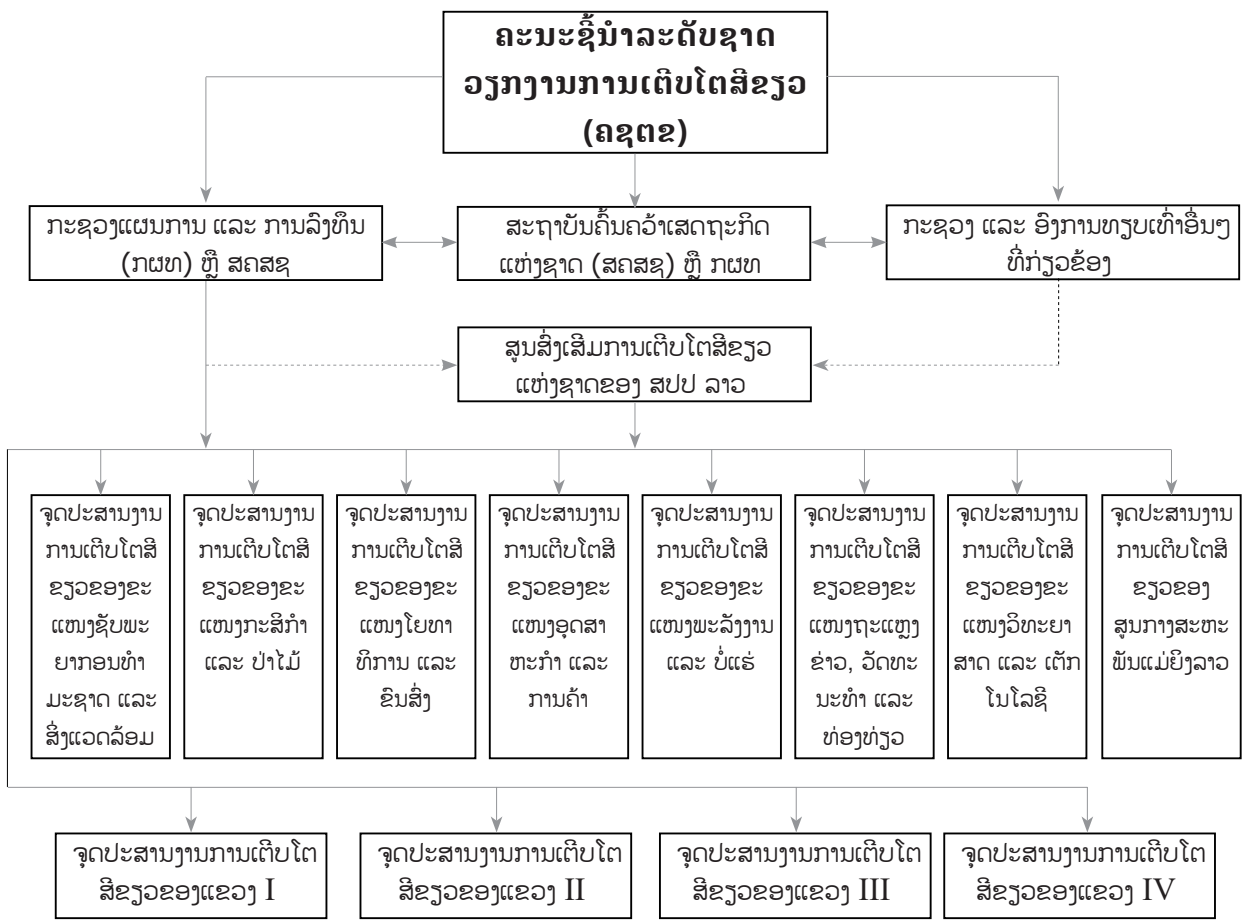 ຄະນະຊີ້ນຳລະດັບຊາດ
ວຽກງານການເຕີບໂຕສີຂຽວ
(ຄຊຕຂ)
ກະຊວງແຜນການ ແລະ ການລົງທຶນ
(ກຜທ) ຫຼື ສຄສຊ
ສະຖາບັນຄົ້ນຄວ້າເສດຖະກິດ
ແຫ່ງຊາດ (ສຄສຊ) ຫຼື ກຜທ
ກະຊວງ ແລະ ອົງການທຽບເທົ່າອື່ນໆ
ທີ່ກ່ຽວຂ້ອງ
ສູນສົ່ງເສີມການເຕີບໂຕສີຂຽວ
ແຫ່ງຊາດຂອງ ສປປ ລາວ
ຈຸດປະສານງານ
ການເຕີບໂຕສີ
ຂຽວຂອງຂະ
ແໜງຊັບພະ
ຍາກອນທຳ
ມະຊາດ ແລະ
ສິ່ງແວດລ້ອມ
ຈຸດປະສານງານ
ການເຕີບໂຕສີ
ຂຽວຂອງຂະ
ແໜງກະສິກຳ
ແລະ ປ່າໄມ້
ຈຸດປະສານງານ
ການເຕີບໂຕສີ
ຂຽວຂອງຂະ
ແໜງໂຍທາ
ທິການ ແລະ
ຂົນສົ່ງ
ຈຸດປະສານງານ
ການເຕີບໂຕສີ
ຂຽວຂອງຂະ
ແໜງອຸດສາ
ຫະກຳ ແລະ
ການຄ້າ
ຈຸດປະສານງານ
ການເຕີບໂຕສີ
ຂຽວຂອງຂະ
ແໜງພະລັງງານ
ແລະ ບໍ່ແຮ່
ຈຸດປະສານງານ
ການເຕີບໂຕສີ
ຂຽວຂອງຂະ
ແໜງຖະແຫຼງ
ຂ່າວ, ວັດທະ
ນະທຳ ແລະ
ທ່ອງທ່ຽວ
ຈຸດປະສານງານ
ການເຕີບໂຕສີ
ຂຽວຂອງຂະ
ແໜງວິທະຍາ
ສາດ ແລະ ເຕັກ
ໂນໂລຊີ
ຈຸດປະສານງານ
ການເຕີບໂຕສີ
ຂຽວຂອງ
ສູນກາງສະຫະ
ພັນແມ່ຍິງລາວ
ຈຸດປະສານງານການເຕີບໂຕ
ສີຂຽວຂອງແຂວງ I
ຈຸດປະສານງານການເຕີບໂຕ
ສີຂຽວຂອງແຂວງ II
ຈຸດປະສານງານການເຕີບໂຕ
ສີຂຽວຂອງແຂວງ III
ຈຸດປະສານງານການເຕີບໂຕ
ສີຂຽວຂອງແຂວງ IV